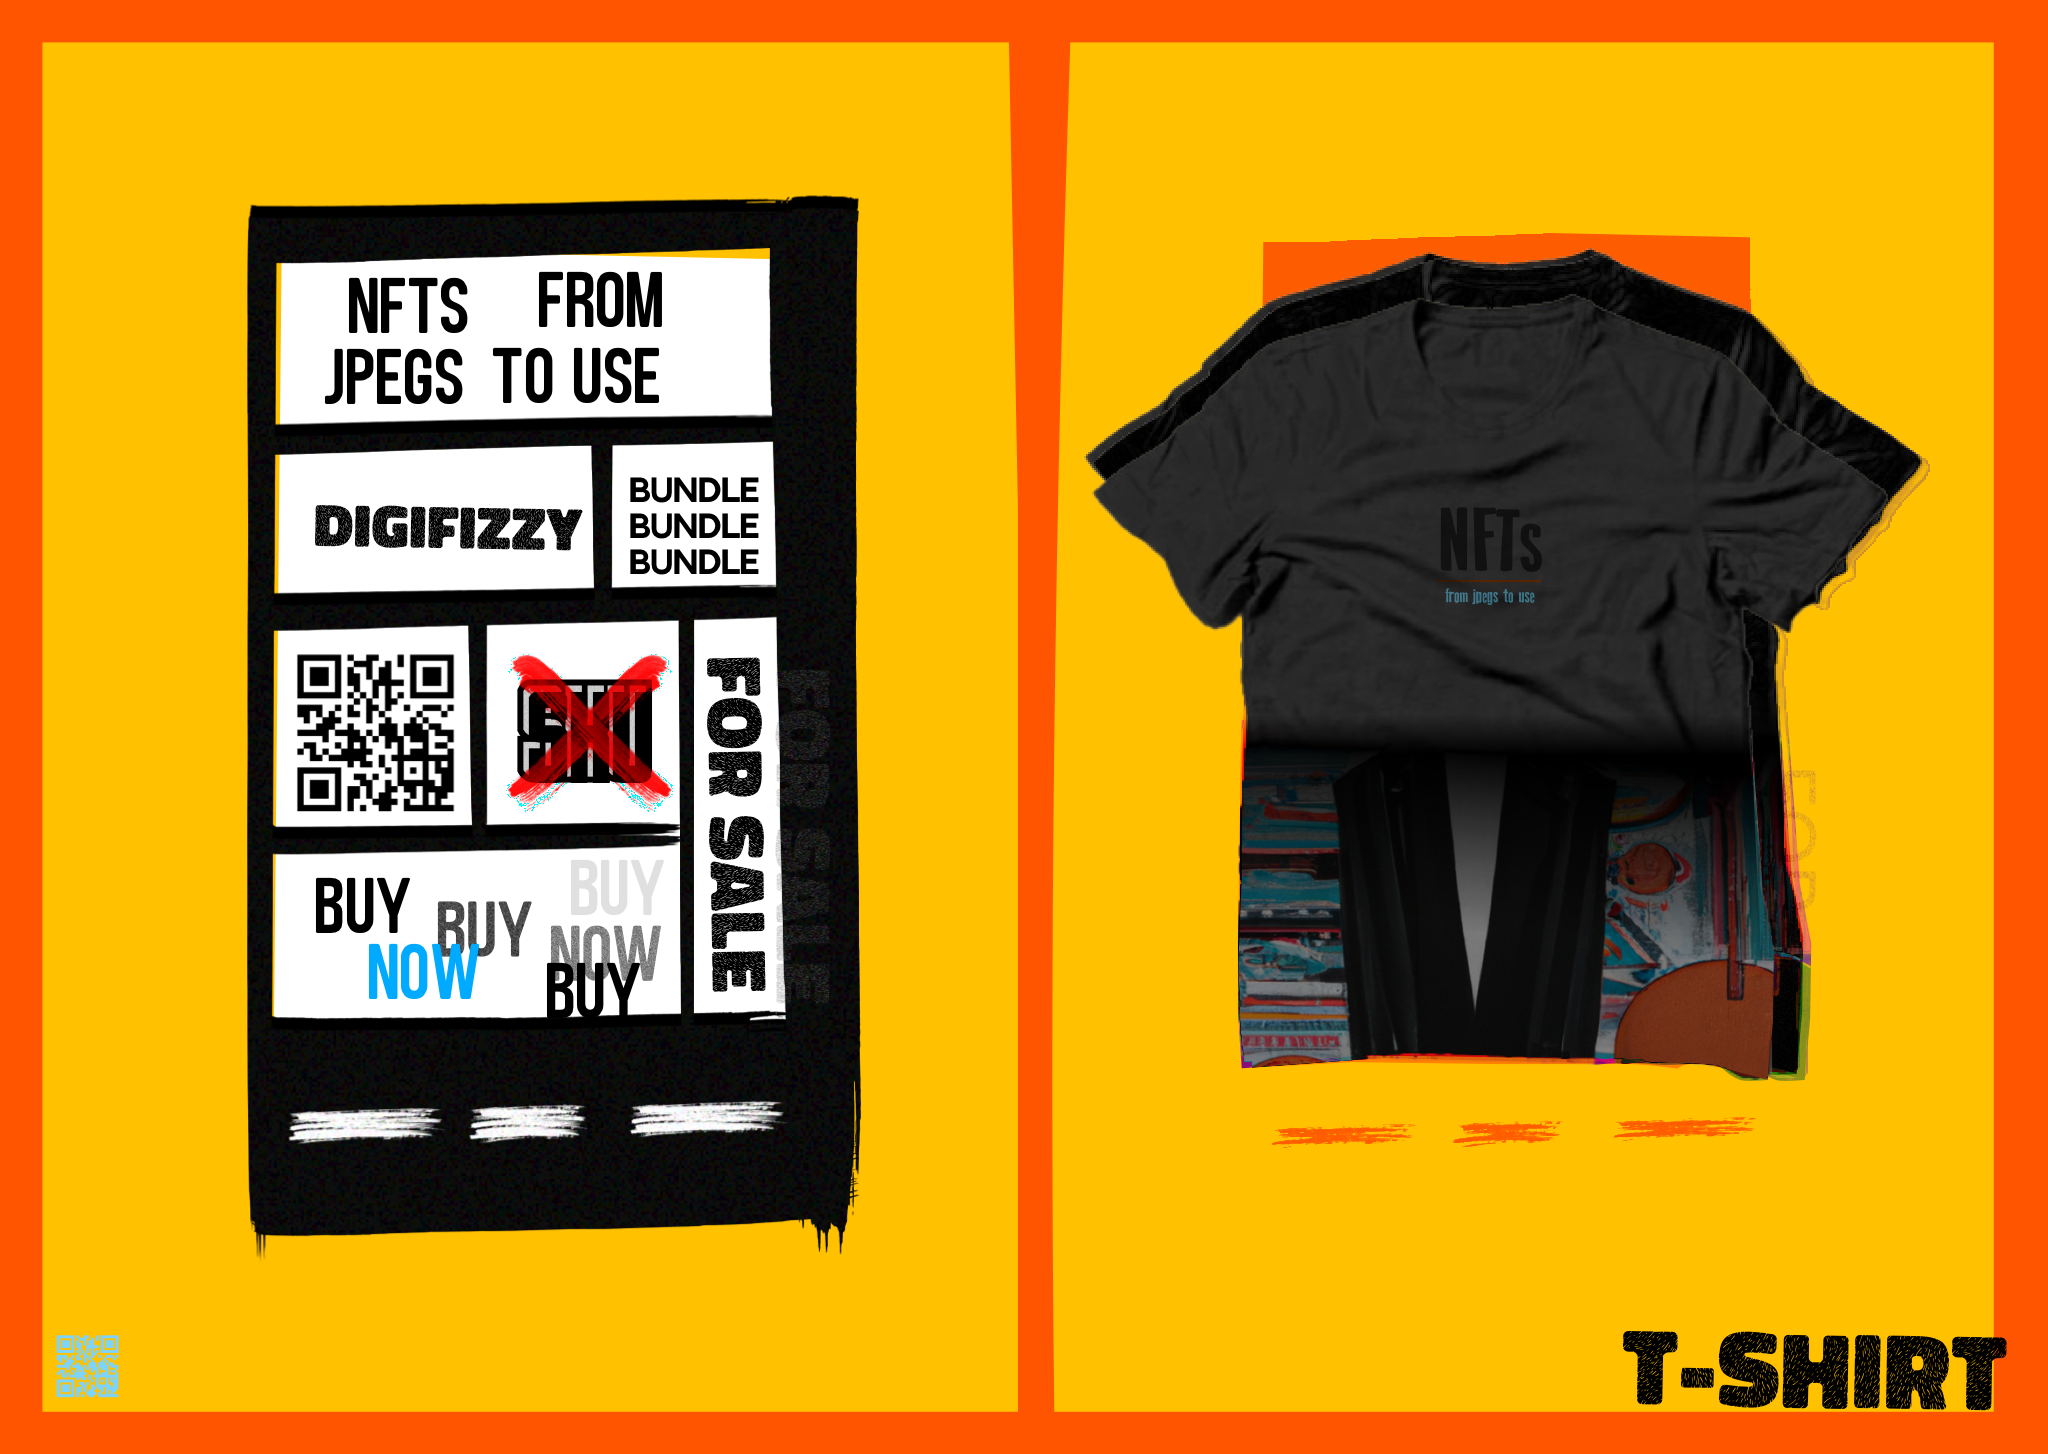 NFTS FROM
JPEGS TO USE
DIGIFIZZY
BUNDLE
BUNDLE
BUNDLE
FOR SALE
FOR SALE
BUY
BUY
BUY
NOW
NOW
BUY
NFTs
from jpegs to use
T-SHIRT